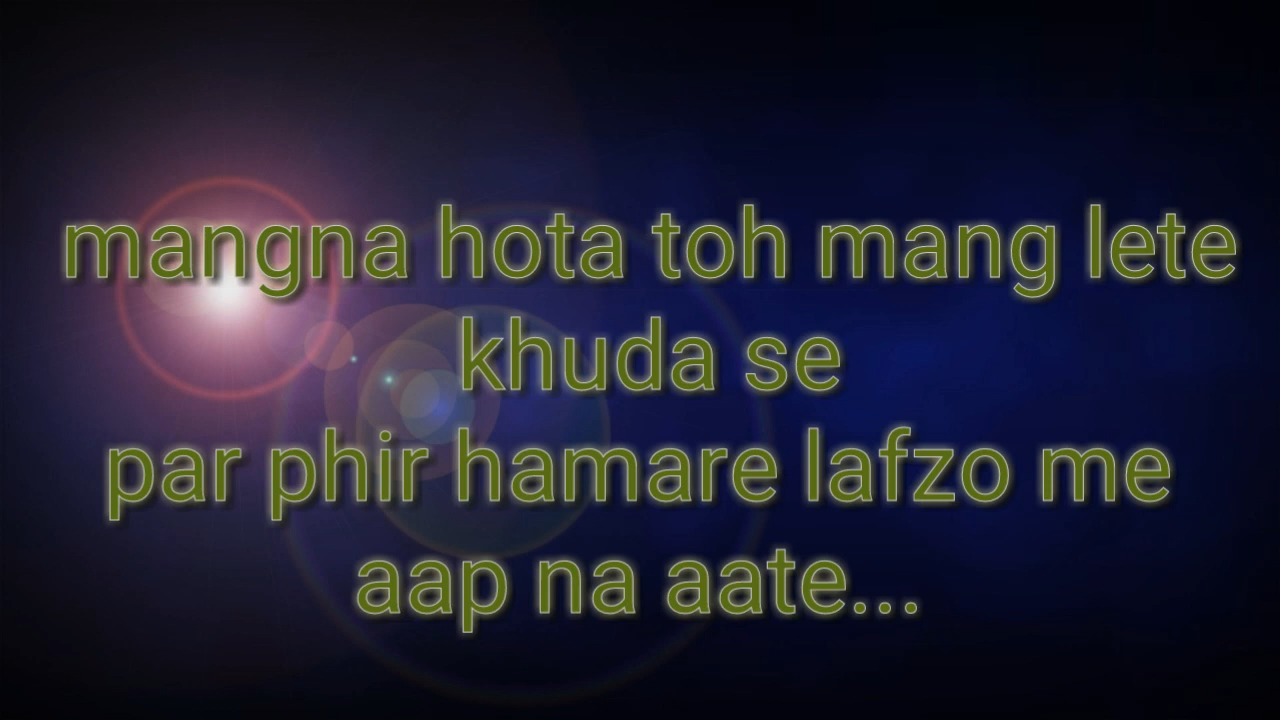 mangna hota toh mang lete
khuda se
par phir hamare lafzo me
aap na aate...